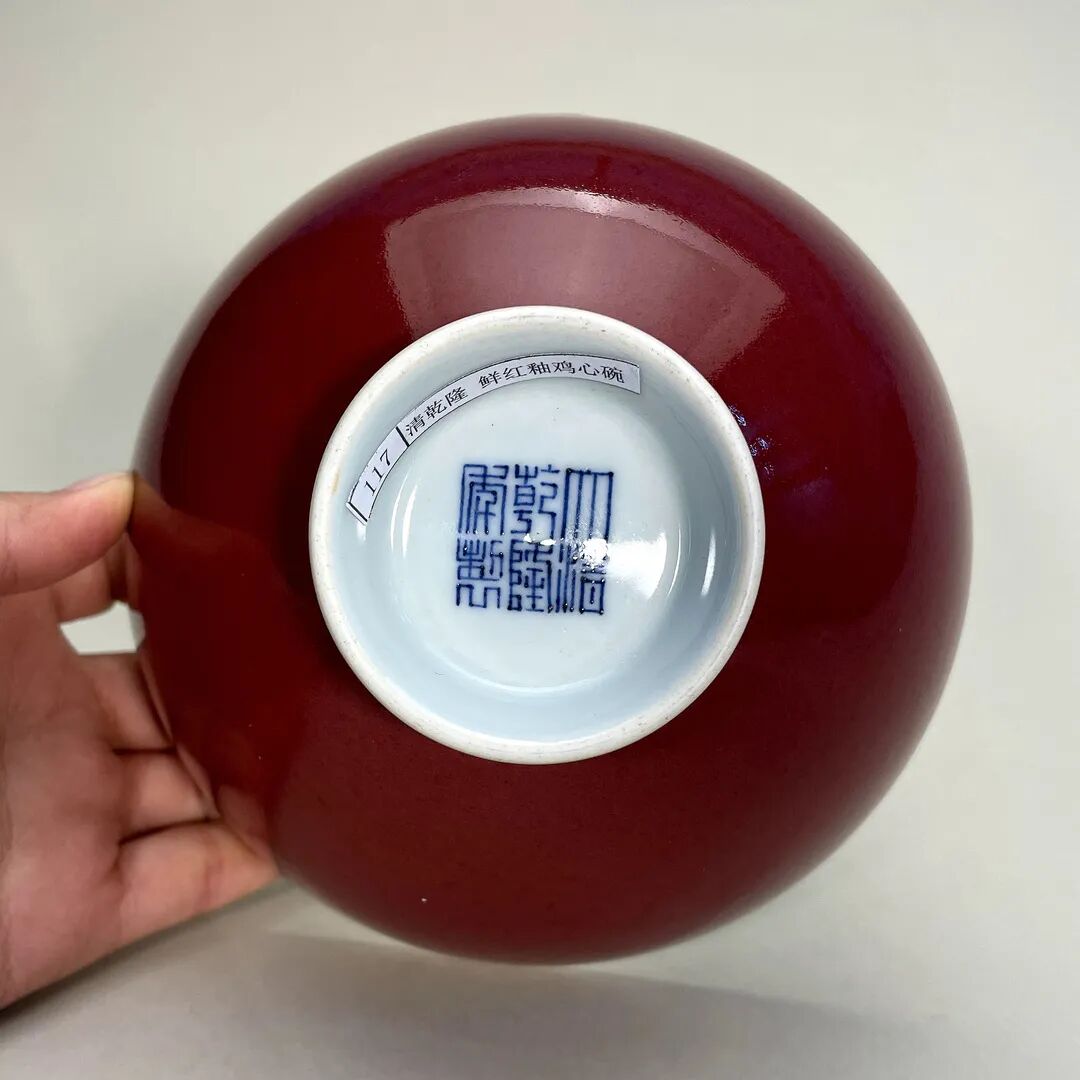 117 清乾隆 鲜红釉鸡心碗
大清
乾隆
年製